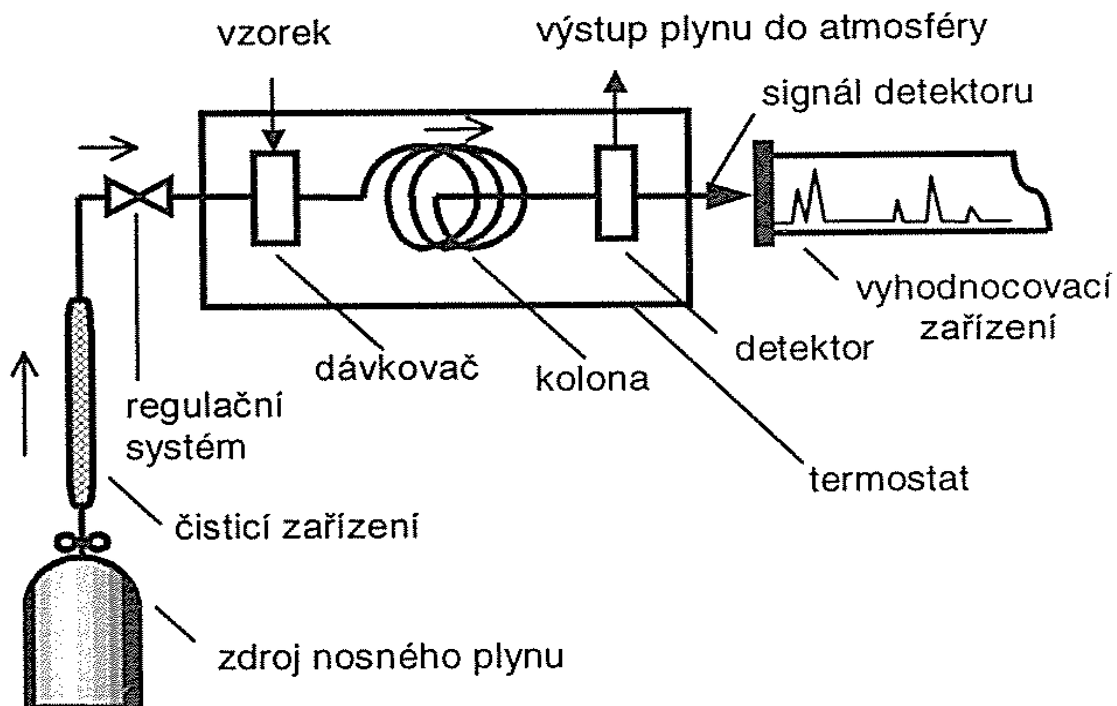 vzorek
výstup plynu do atmosféry
signál detektoru
vyhodnocovací
zařízení
detektor
dávkovač
kolona
regulační
systém
termostat
čisticí zařízení
zdroj nosného plynu